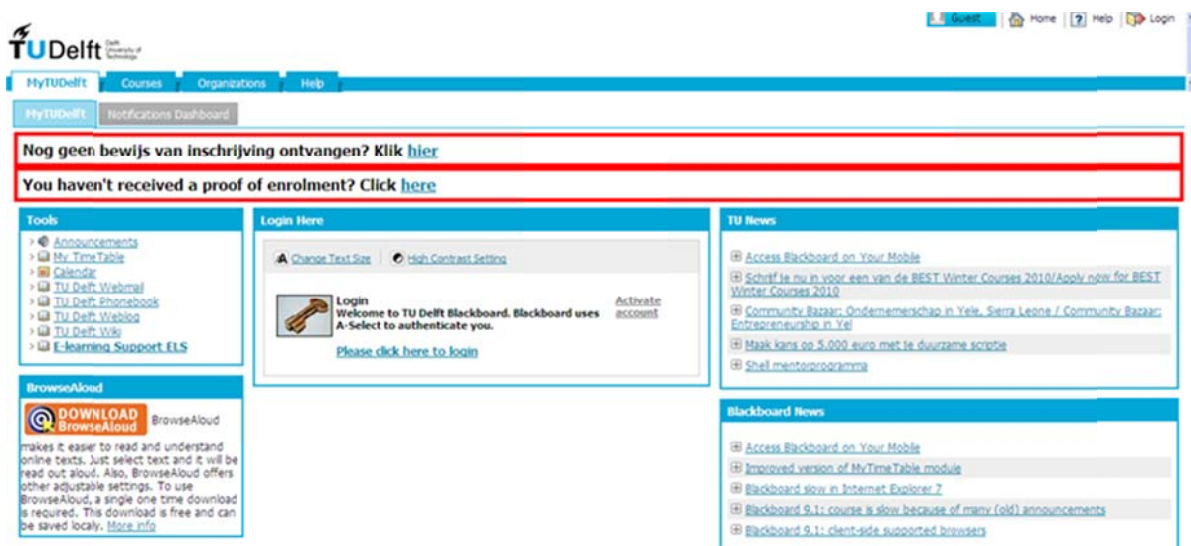 Guest Home ? Help Login
TUDelft Delft University of Technology
MyTUDelft Courses Organizations Help
MyTUDelft Notifications Dashboard
Nog geen bewijs van inschrijving ontvangen? Klik hier
You haven't received a proof of enrolment? Click here
Tools
Announcements
My TimeTable
Calendar
TU Delft Webmail
TU Delft Phonebook
TU Delft Weblog
TU Delft Wiki
E-learning Support ELS
BrowseAloud
DOWNLOAD BrowseAloud BrowseAloud
makes it easier to read and understand
online texts. Just select text and it will be
read out aloud. Also, BrowseAloud offers
other adjustable settings. To use
BrowseAloud, a single one time download
is required. This download is free and can
be saved localy. More info
Login Here
A Change Text Size High Contrast Setting
Login
Welcome to TU Delft Blackboard. Blackboard uses
A-Select to authenticate you.
Please click here to login
Activate
account
TU News
Access Blackboard on Your Mobile
Schrijf je nu in voor een van de BEST Winter Courses 2010/Apply now for BEST
Winter Courses 2010
Community Bazaar: Ondernemerschap in Yele, Sierra Leone / Community Bazaar:
Entrepreneurship in Yel
Maak kans op 5.000 euro met je duurzame scriptie
Shell mentorprogramma
Blackboard News
Access Blackboard on Your Mobile
Improved version of MyTimeTable module
Blackboard slow in Internet Explorer 7
Blackboard 9.1: course is slow because of many (old) announcements
Blackboard 9.1: client-side supported browsers